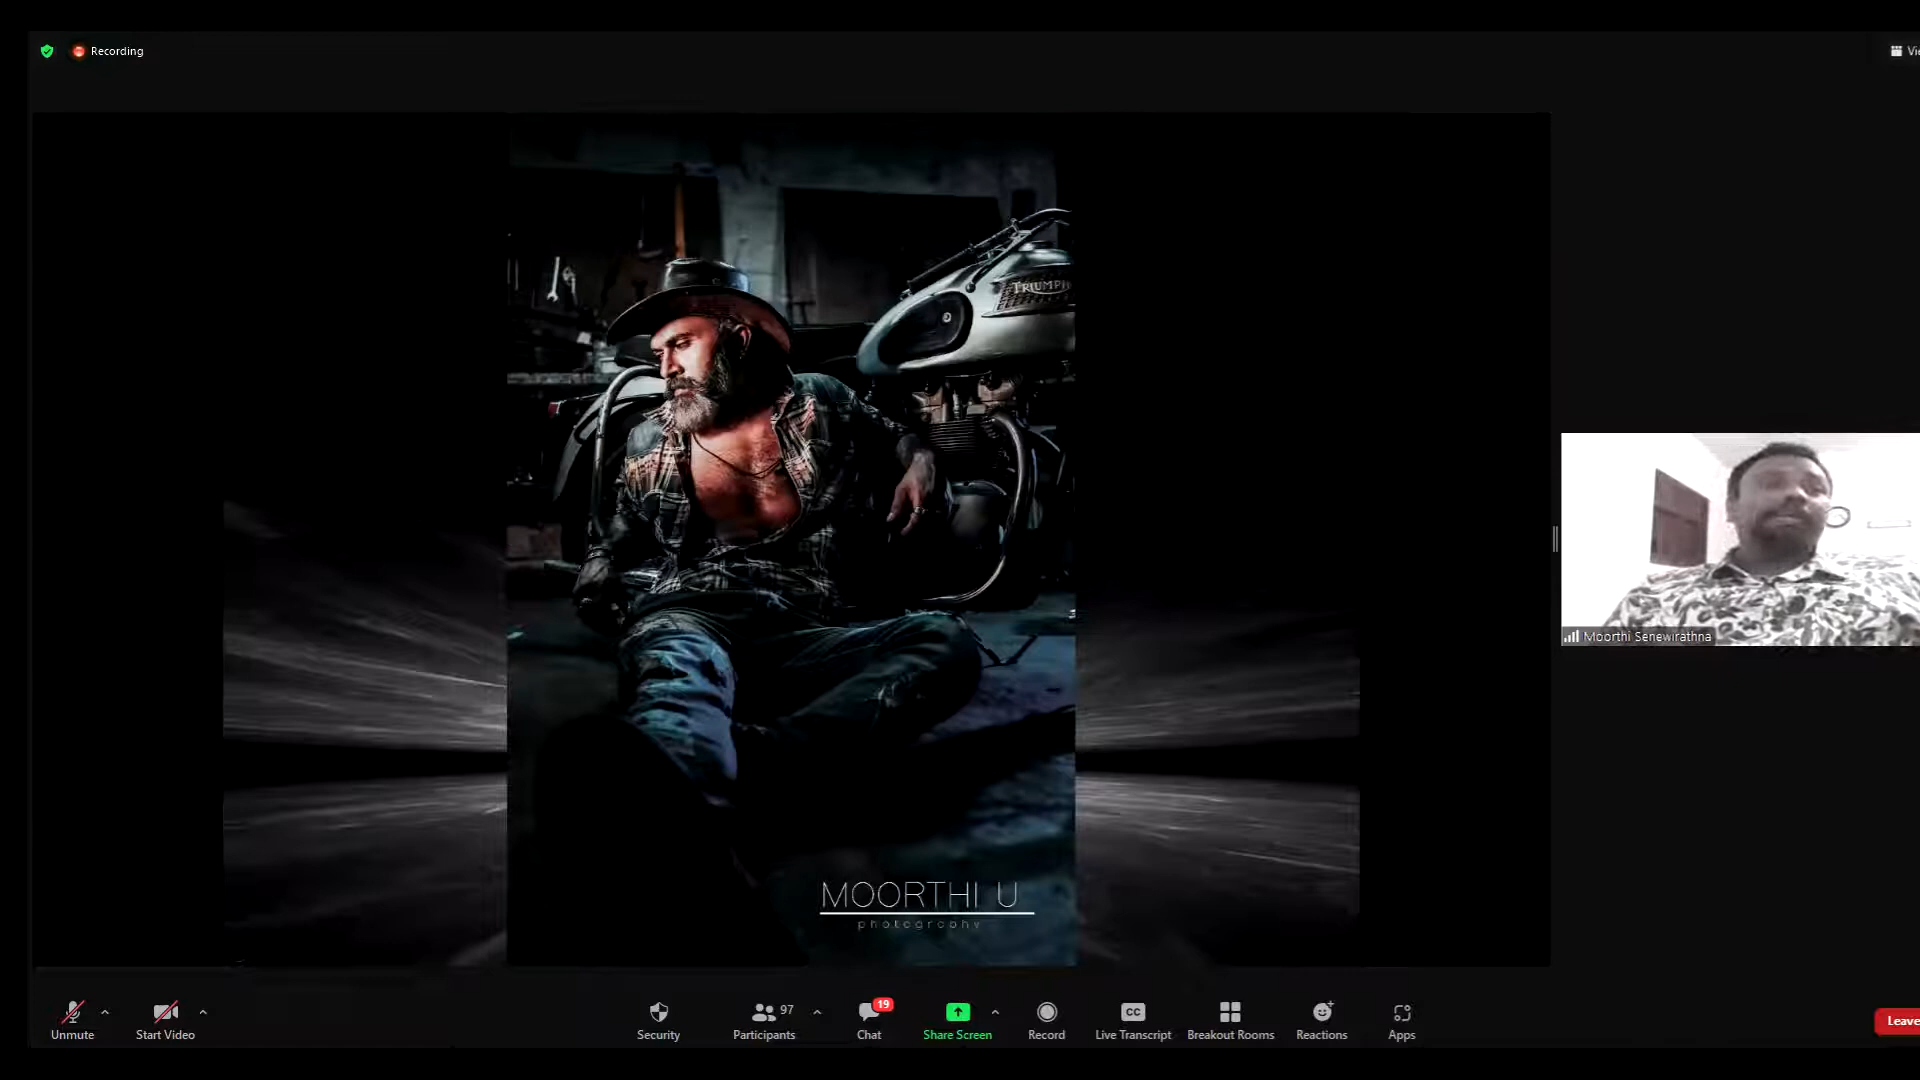 Recording
TRIUMPH
Moorthi Senewirathna
MOORTHI U
photography
97
19
CC
Unmute
Start Video
Security
Participants
Chat
Share Screen
Record
Live Transcript
Breakout Rooms
Reactions
Apps
Leave